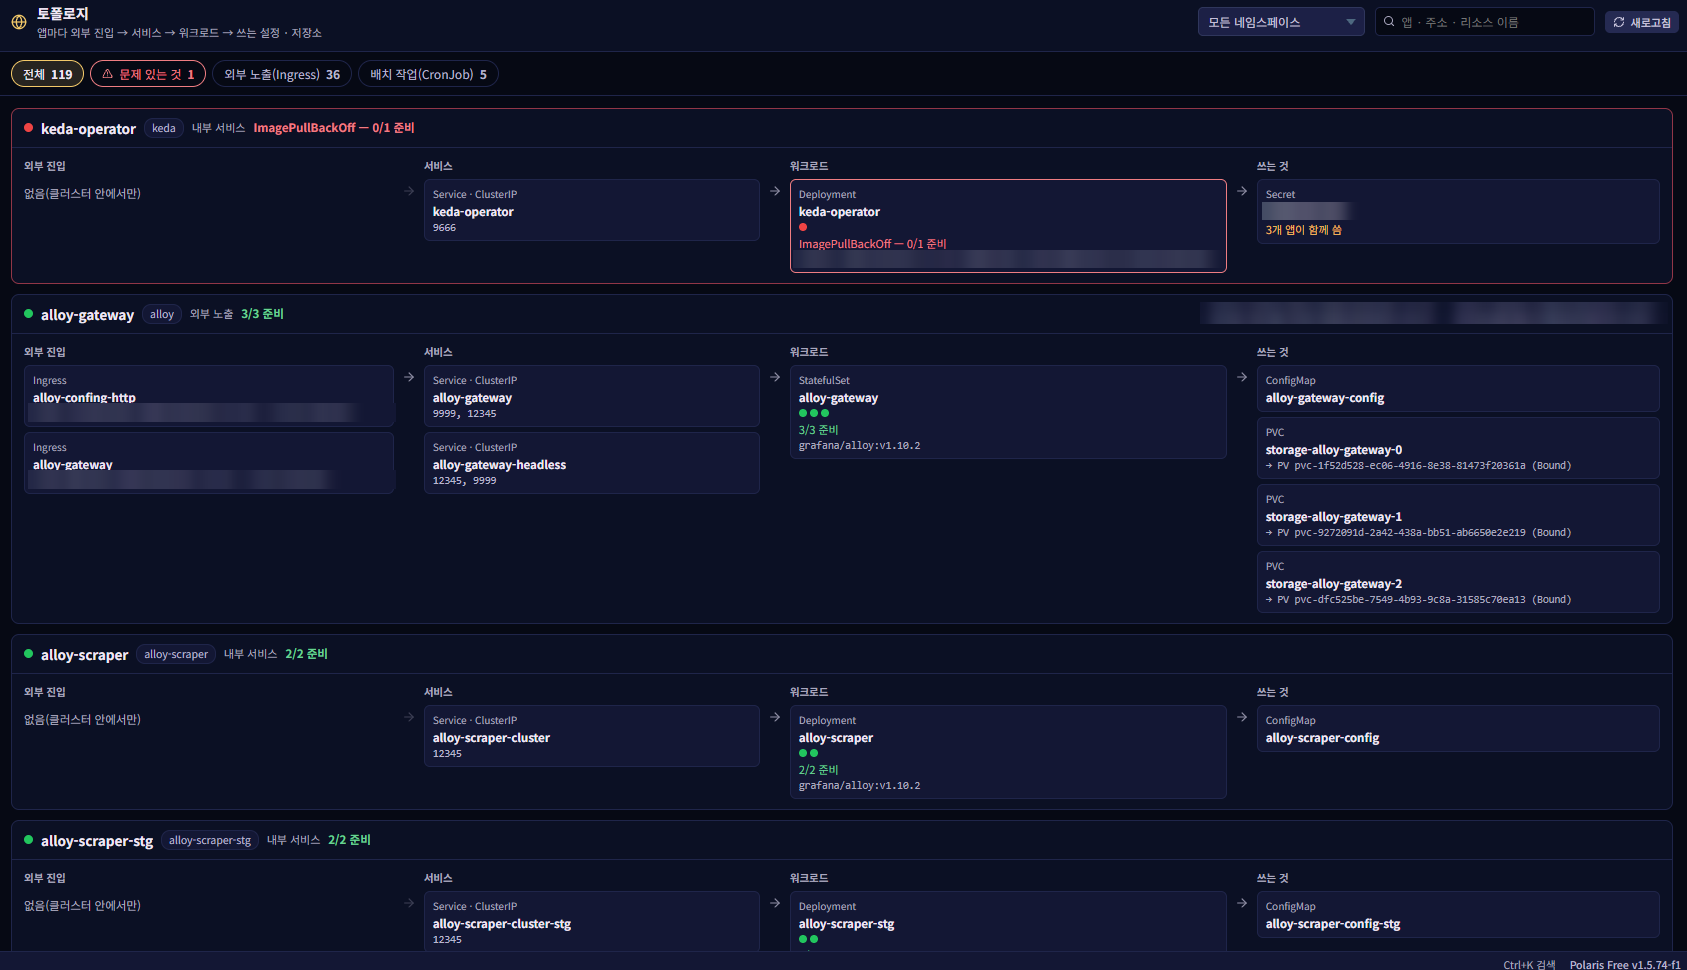 토폴로지
앱마다 외부 진입 → 서비스 → 워크로드 → 쓰는 설정 · 저장소
모든 네임스페이스
앱 · 주소 · 리소스 이름
새로고침
전체 119
문제 있는 것 1
외부 노출(Ingress) 36
배치 작업(CronJob) 5
keda-operator keda 내부 서비스 ImagePullBackOff — 0/1 준비
외부 진입
없음(클러스터 안에서만)
서비스
Service · ClusterIP
keda-operator
9666
워크로드
Deployment
keda-operator
ImagePullBackOff — 0/1 준비
쓰는 것
Secret
3개 앱이 함께 씀
alloy-gateway alloy 외부 노출 3/3 준비
외부 진입
Ingress
alloy-confing-http
Ingress
alloy-gateway
서비스
Service · ClusterIP
alloy-gateway
9999, 12345
Service · ClusterIP
alloy-gateway-headless
12345, 9999
워크로드
StatefulSet
alloy-gateway
3/3 준비
grafana/alloy:v1.10.2
쓰는 것
ConfigMap
alloy-gateway-config
PVC
storage-alloy-gateway-0
→ PV pvc-1f52d528-ec06-4916-8e38-81473f20361a (Bound)
PVC
storage-alloy-gateway-1
→ PV pvc-9272091d-2a42-438a-bb51-ab6650e2e219 (Bound)
PVC
storage-alloy-gateway-2
→ PV pvc-dfc525be-7549-4b93-9c8a-31585c70ea13 (Bound)
alloy-scraper alloy-scraper 내부 서비스 2/2 준비
외부 진입
없음(클러스터 안에서만)
서비스
Service · ClusterIP
alloy-scraper-cluster
12345
워크로드
Deployment
alloy-scraper
2/2 준비
grafana/alloy:v1.10.2
쓰는 것
ConfigMap
alloy-scraper-config
alloy-scraper-stg alloy-scraper-stg 내부 서비스 2/2 준비
외부 진입
없음(클러스터 안에서만)
서비스
Service · ClusterIP
alloy-scraper-cluster-stg
12345
워크로드
Deployment
alloy-scraper-stg
쓰는 것
ConfigMap
alloy-scraper-config-stg
Ctrl+K 검색 Polaris Free v1.5.74-f1